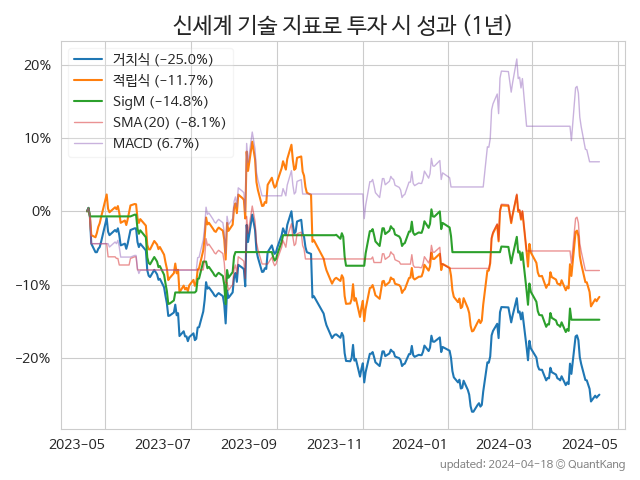 신세계 기술 지표로 투자 시 성과 (1년)
거치식 (−25.0%)
적립식 (−11.7%)
SigM (−14.8%)
SMA(20) (−8.1%)
MACD (6.7%)
20%
10%
0%
−10%
−20%
2023-05 2023-07 2023-09 2023-11 2024-01 2024-03 2024-05
updated: 2024-04-18 © QuantKang